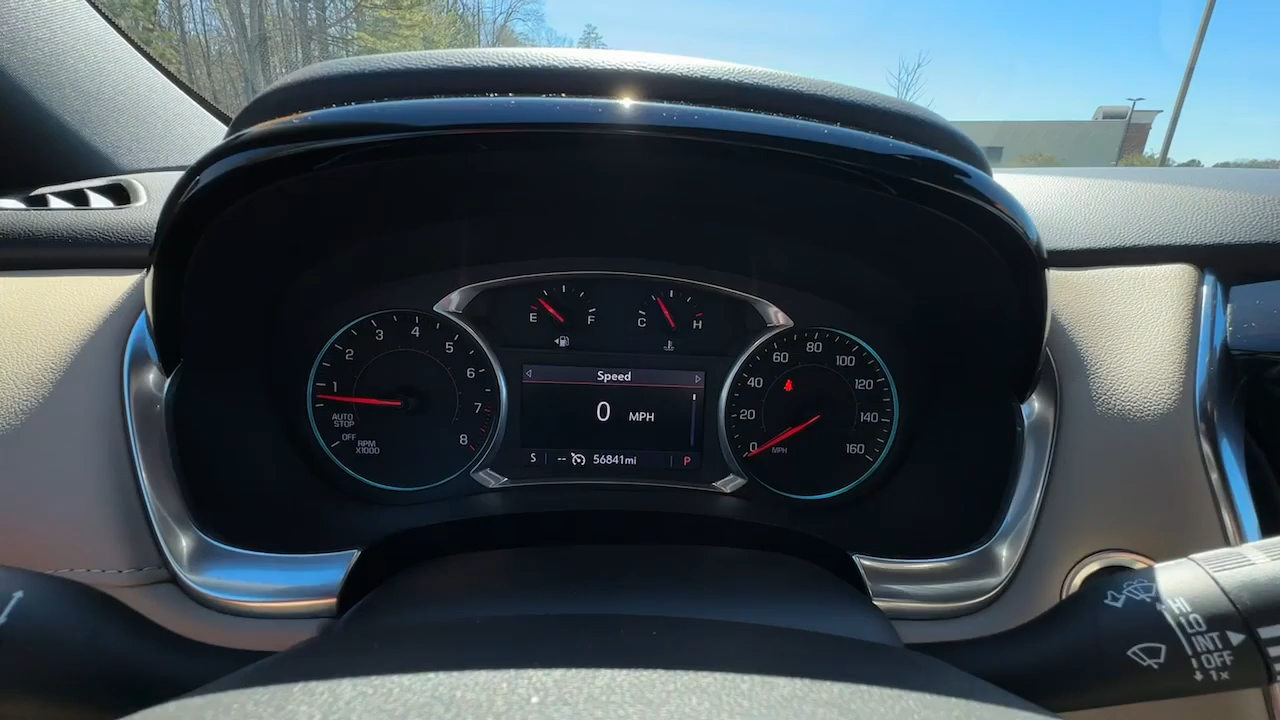 E F
C H
1 2 3 4 5 6 7 8
AUTO
STOP
OFF
RPM
X1000
Speed
0 MPH
S -- 56841mi P
0 20 40 60 80 100 120 140 160
MPH
HI
LO
INT
OFF
1x